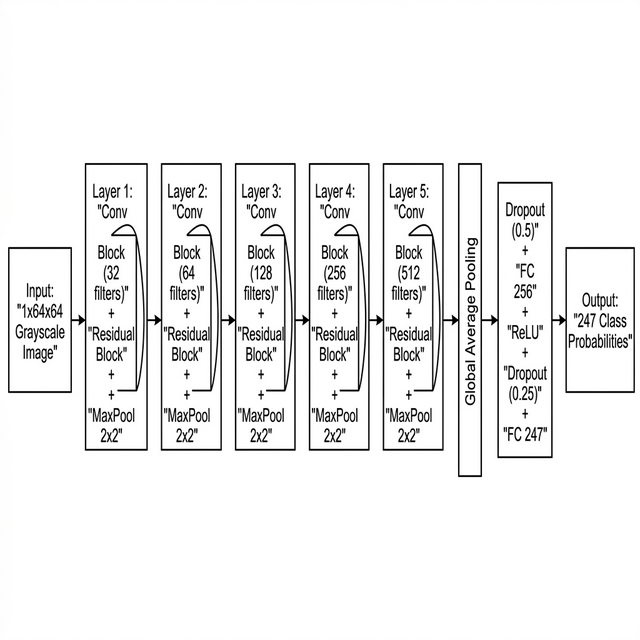 Input:
"1x64x64
Grayscale
Image"
Layer 1:
"Conv
Block
(32
filters)"
+
"Residual
Block"
+
+
"MaxPool
2x2"
Layer 2:
"Conv
Block
(64
filters)"
+
"Residual
Block"
+
+
"MaxPool
2x2"
Layer 3:
"Conv
Block
(128
filters)"
+
"Residual
Block"
+
+
"MaxPool
2x2"
Layer 4:
"Conv
Block
(256
filters)"
+
"Residual
Block"
+
+
"MaxPool
2x2"
Layer 5:
"Conv
Block
(512
filters)"
+
"Residual
Block"
+
+
"MaxPool
2x2"
Global Average Pooling
Dropout
(0.5)"
+
"FC
256"
+
"ReLU"
+
"Dropout
(0.25)"
+
"FC 247"
Output:
"247 Class
Probabilities"